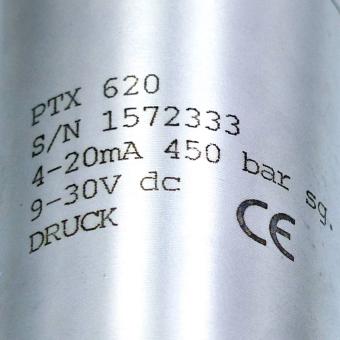 PTX 620
S/N 1572333
4-20mA 450 bar sg.
9-30V dc
DRUCK CE